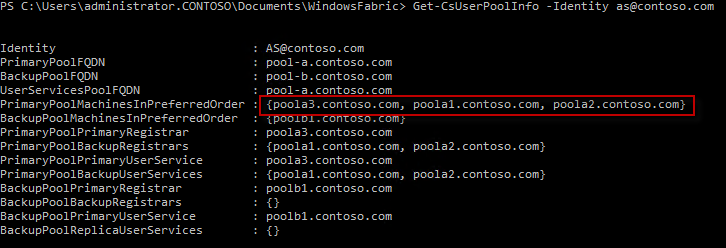 PS C:\Users\administrator.CONTOSO\Documents\WindowsFabric> Get-CsUserPoolInfo -Identity as@contoso.com
Identity : AS@contoso.com
PrimaryPoolFQDN : pool-a.contoso.com
BackupPoolFQDN : pool-b.contoso.com
UserServicesPoolFQDN : pool-a.contoso.com
PrimaryPoolMachinesInPreferredOrder : {poola3.contoso.com, poola1.contoso.com, poola2.contoso.com}
BackupPoolMachinesInPreferredOrder : {poolb1.contoso.com}
PrimaryPoolPrimaryRegistrar : poola3.contoso.com
PrimaryPoolBackupRegistrars : {poola1.contoso.com, poola2.contoso.com}
PrimaryPoolPrimaryUserService : poola3.contoso.com
PrimaryPoolBackupUserServices : {poola1.contoso.com, poola2.contoso.com}
BackupPoolPrimaryRegistrar : poolb1.contoso.com
BackupPoolBackupRegistrars : {}
BackupPoolPrimaryUserService : poolb1.contoso.com
BackupPoolReplicaUserServices : {}